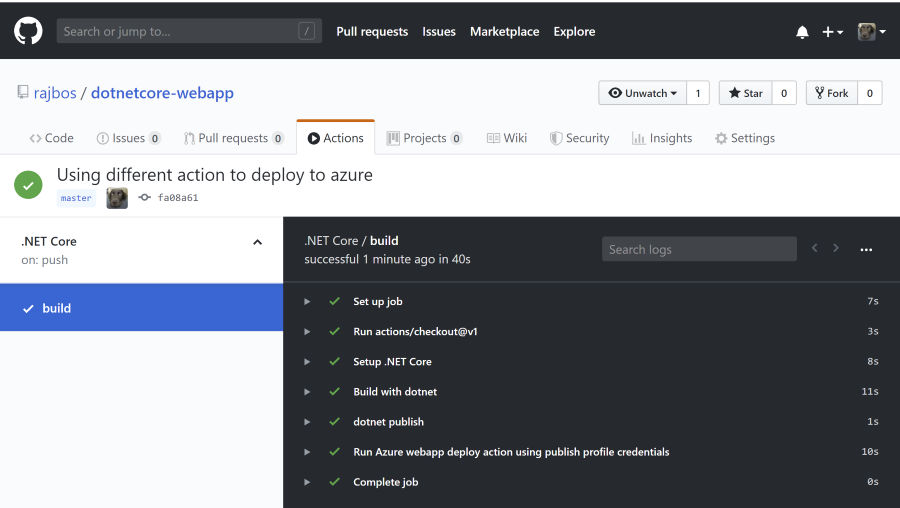 Search or jump to... / Pull requests Issues Marketplace Explore
rajbos / dotnetcore-webapp Unwatch 1 Star 0 Fork 0
Code Issues 0 Pull requests 0 Actions Projects 0 Wiki Security Insights Settings
Using different action to deploy to azure
master fa08a61
.NET Core
on: push
build
.NET Core / build
successful 1 minute ago in 40s
Search logs
Set up job 7s
Run actions/checkout@v1 3s
Setup .NET Core 8s
Build with dotnet 11s
dotnet publish 1s
Run Azure webapp deploy action using publish profile credentials 10s
Complete job 0s